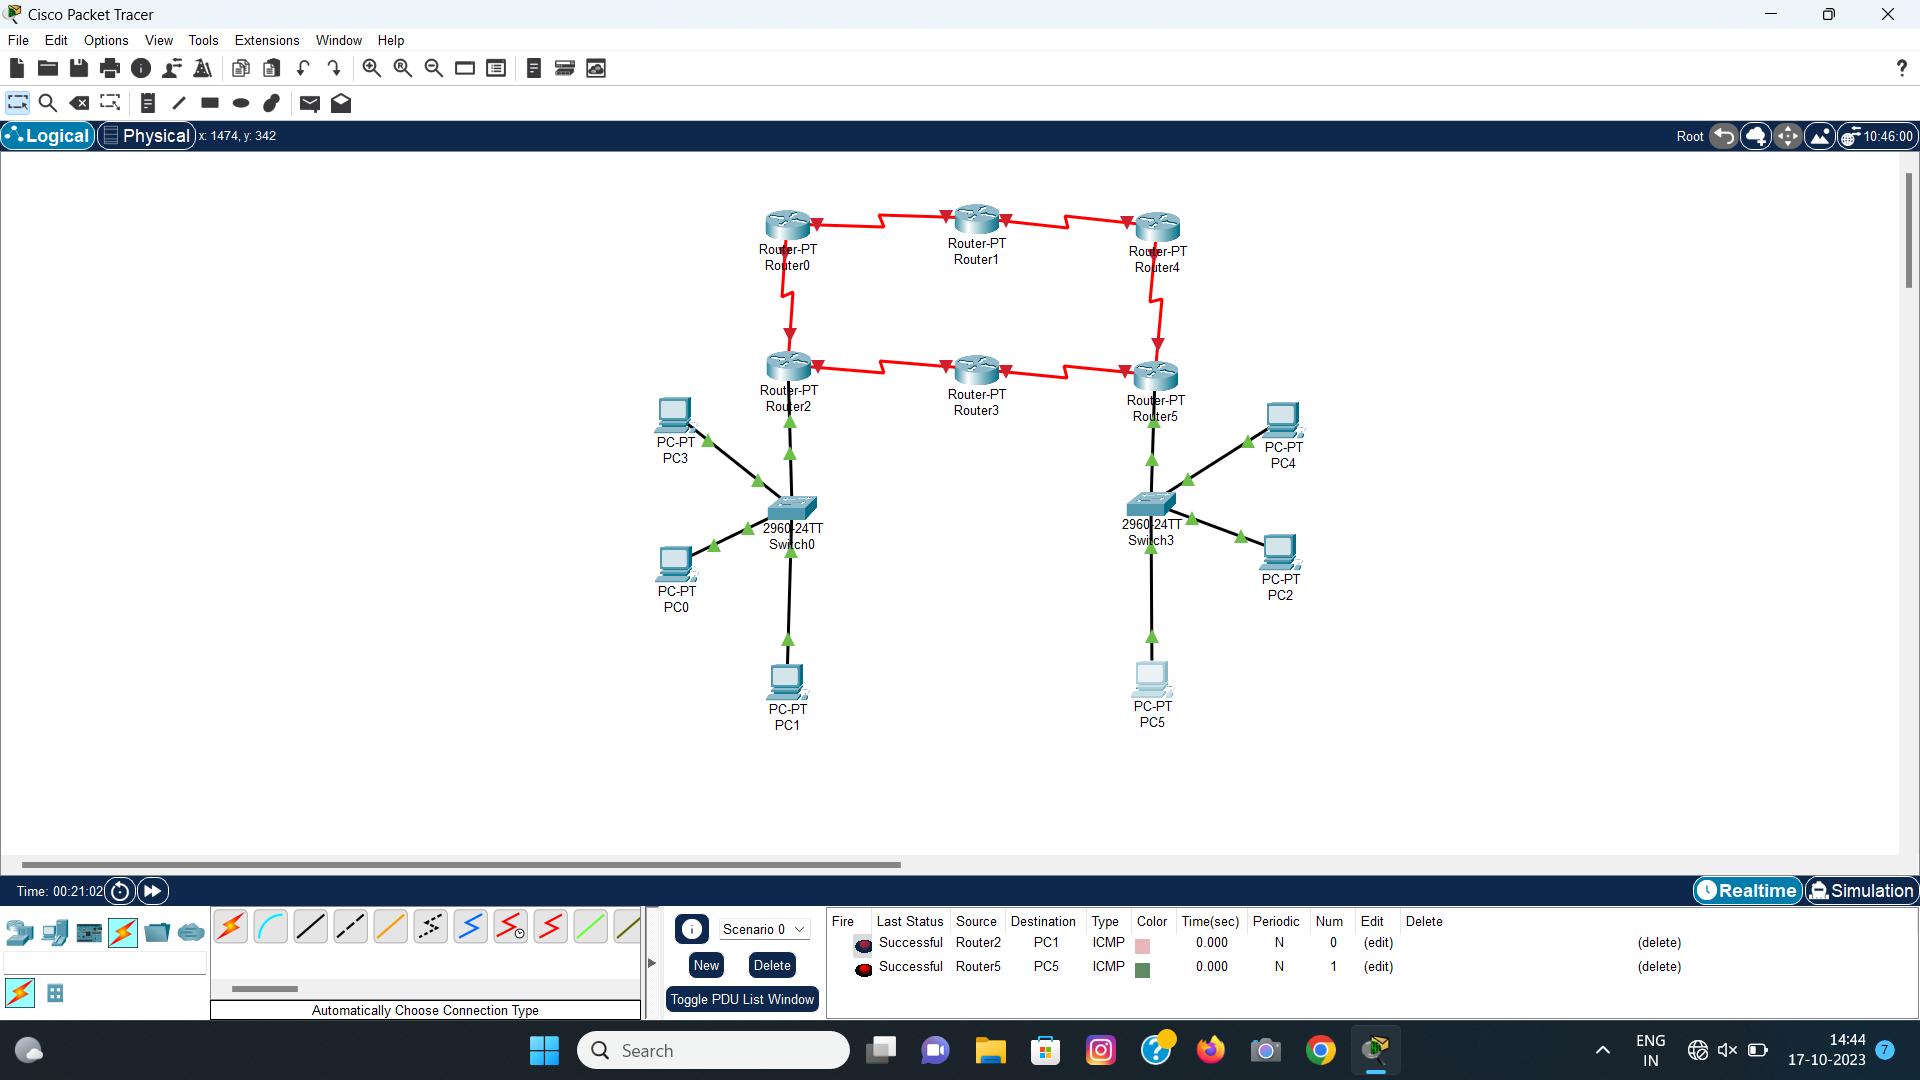 Cisco Packet Tracer
File Edit Options View Tools Extensions Window Help
?
Logical Physical x: 1474, y: 342 Root 10:46:00
Router-PT
Router0
Router-PT
Router1
Router-PT
Router4
Router-PT
Router2
Router-PT
Router3
Router-PT
Router5
PC-PT
PC3
PC-PT
PC4
2960-24TT
Switch0
2960-24TT
Switch3
PC-PT
PC0
PC-PT
PC2
PC-PT
PC1
PC-PT
PC5
Time: 00:21:02 Realtime Simulation
Scenario 0
New Delete
Toggle PDU List Window
Fire Last Status Source Destination Type Color Time(sec) Periodic Num Edit Delete
Successful Router2 PC1 ICMP 0.000 N 0 (edit) (delete)
Successful Router5 PC5 ICMP 0.000 N 1 (edit) (delete)
Automatically Choose Connection Type
Search
ENG
IN
14:44
17-10-2023
7